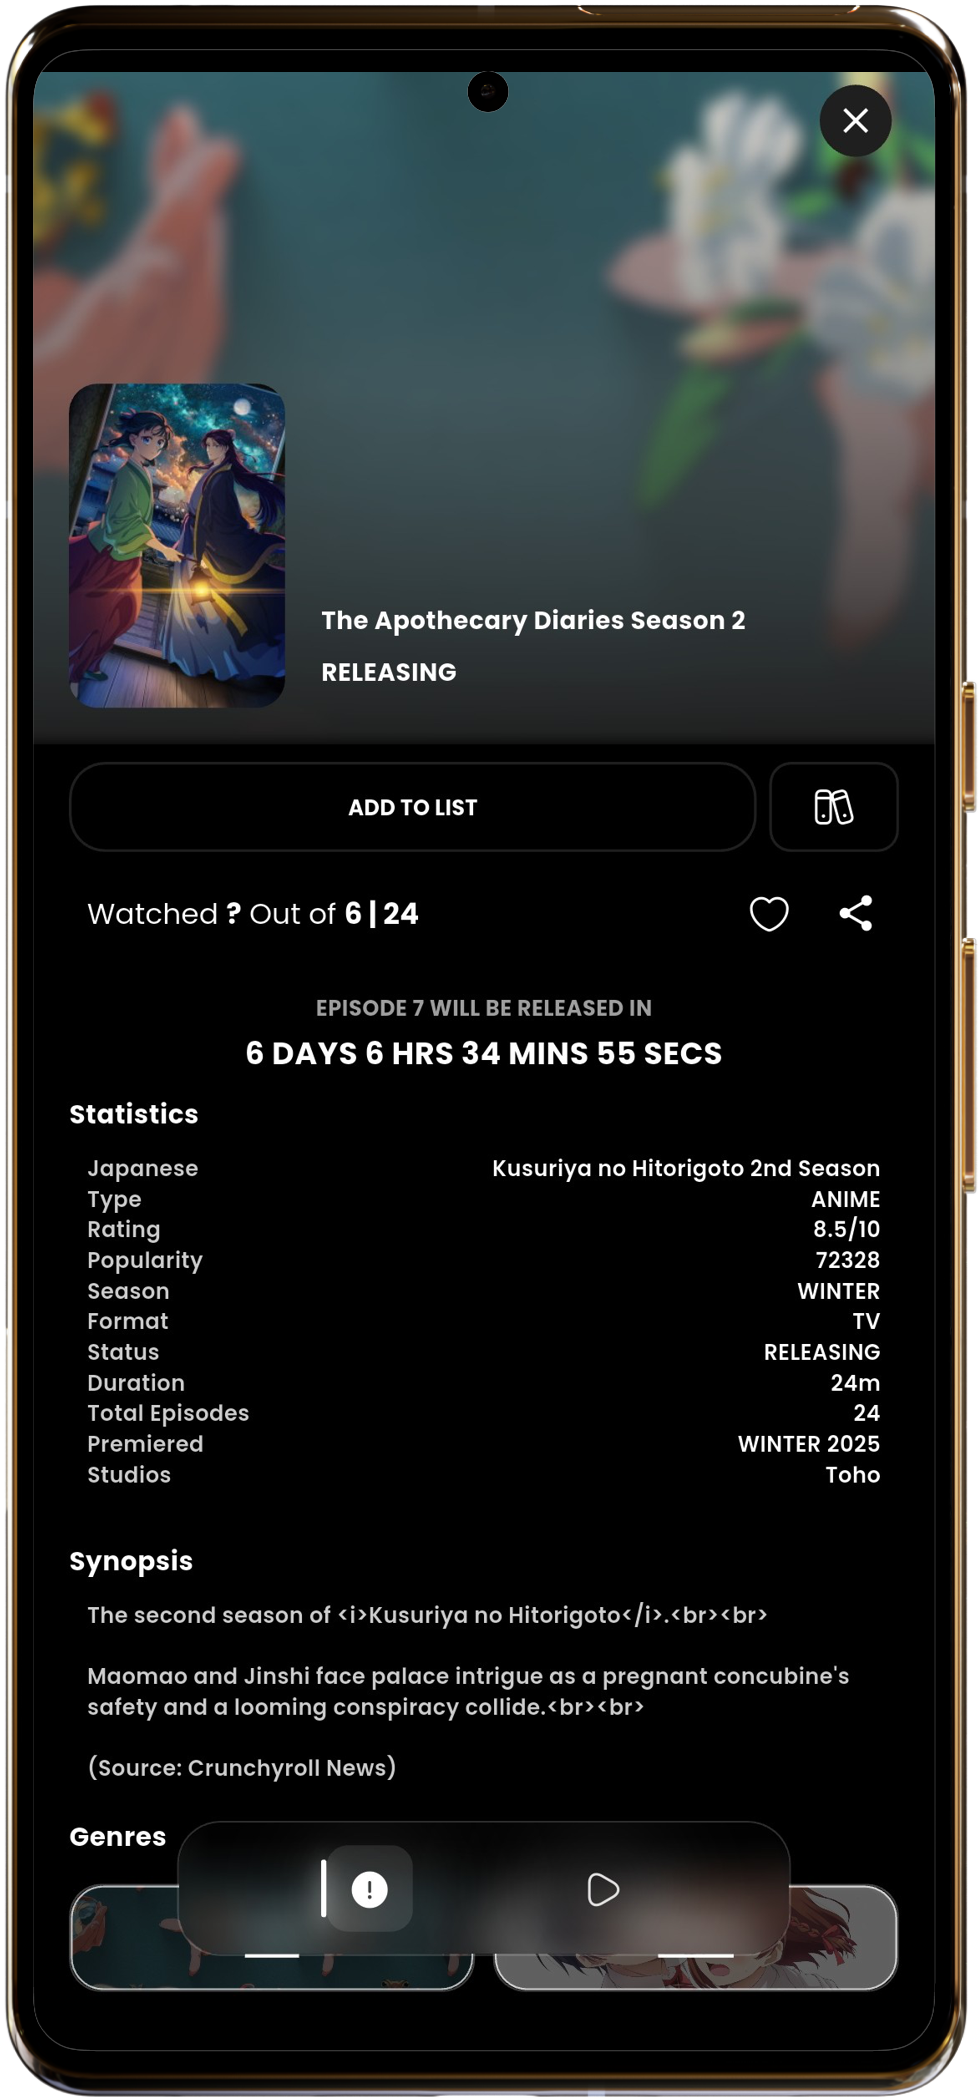 The Apothecary Diaries Season 2
RELEASING
ADD TO LIST
Watched ? Out of 6 | 24
EPISODE 7 WILL BE RELEASED IN
6 DAYS 6 HRS 34 MINS 55 SECS
Statistics
Japanese Kusuriya no Hitorigoto 2nd Season
Type ANIME
Rating 8.5/10
Popularity 72328
Season WINTER
Format TV
Status RELEASING
Duration 24m
Total Episodes 24
Premiered WINTER 2025
Studios Toho
Synopsis
The second season of <i>Kusuriya no Hitorigoto</i>.<br><br>
Maomao and Jinshi face palace intrigue as a pregnant concubine's
safety and a looming conspiracy collide.<br><br>
(Source: Crunchyroll News)
Genres